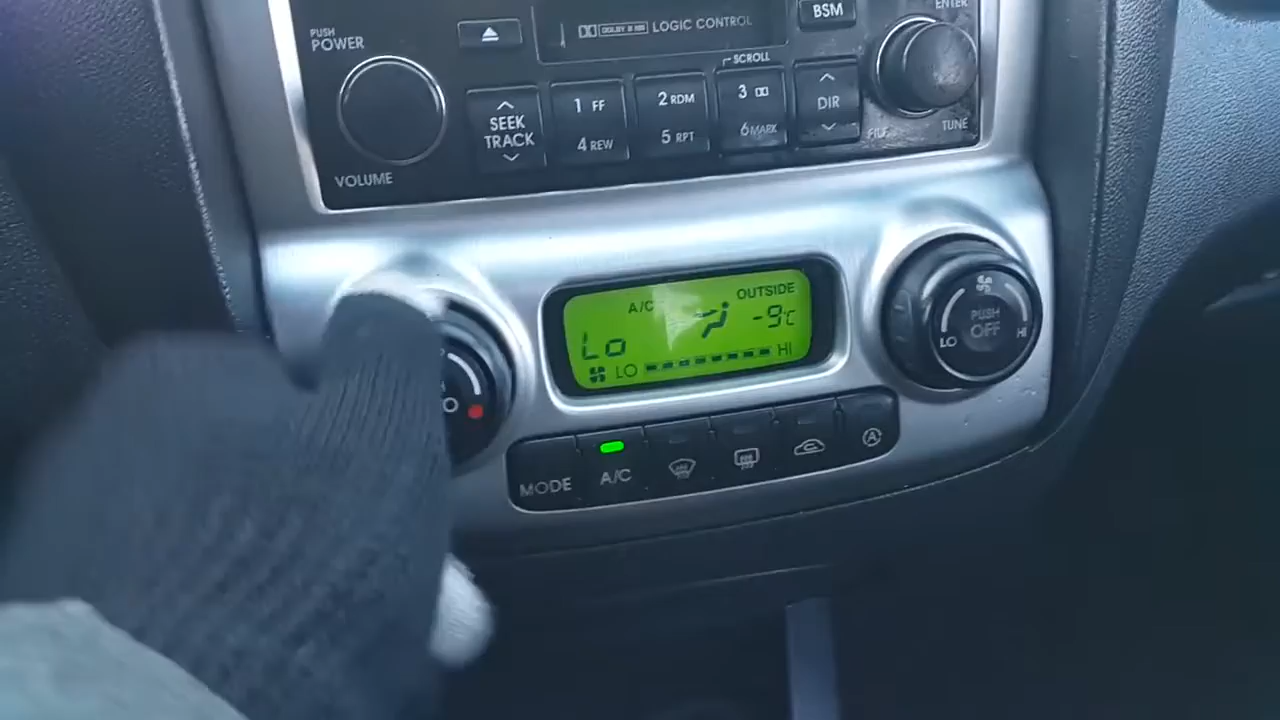 ENTER
PUSH
POWER
DOLBY B NR LOGIC CONTROL
BSM
SCROLL
SEEK
TRACK
1 FF
2 RDM
3
DIR
4 REW
5 RPT
6 MARK
FILE
TUNE
VOLUME
A/C
OUTSIDE
-9°C
Lo
LO
HI
PUSH
OFF
LO
HI
MODE
A/C
A